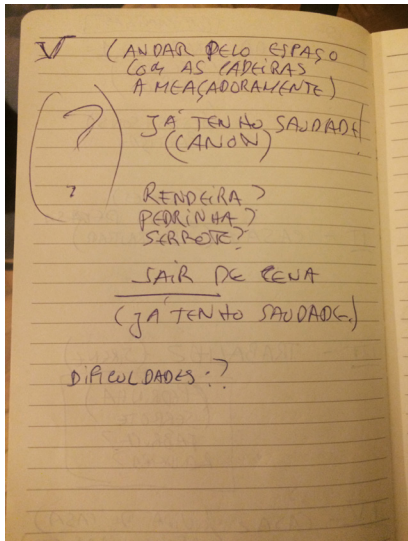 V (ANDAR PELO ESPAÇO
COM AS CADEIRAS
AMEAÇADORAMENTE)
? JÁ TENHO SAUDADE
(CANON)
? RENDEIRA?
PEDRINHA?
SERROTE?
SAIR DE CENA
(JÁ TENHO SAUDADE)
DIFICULDADES:?